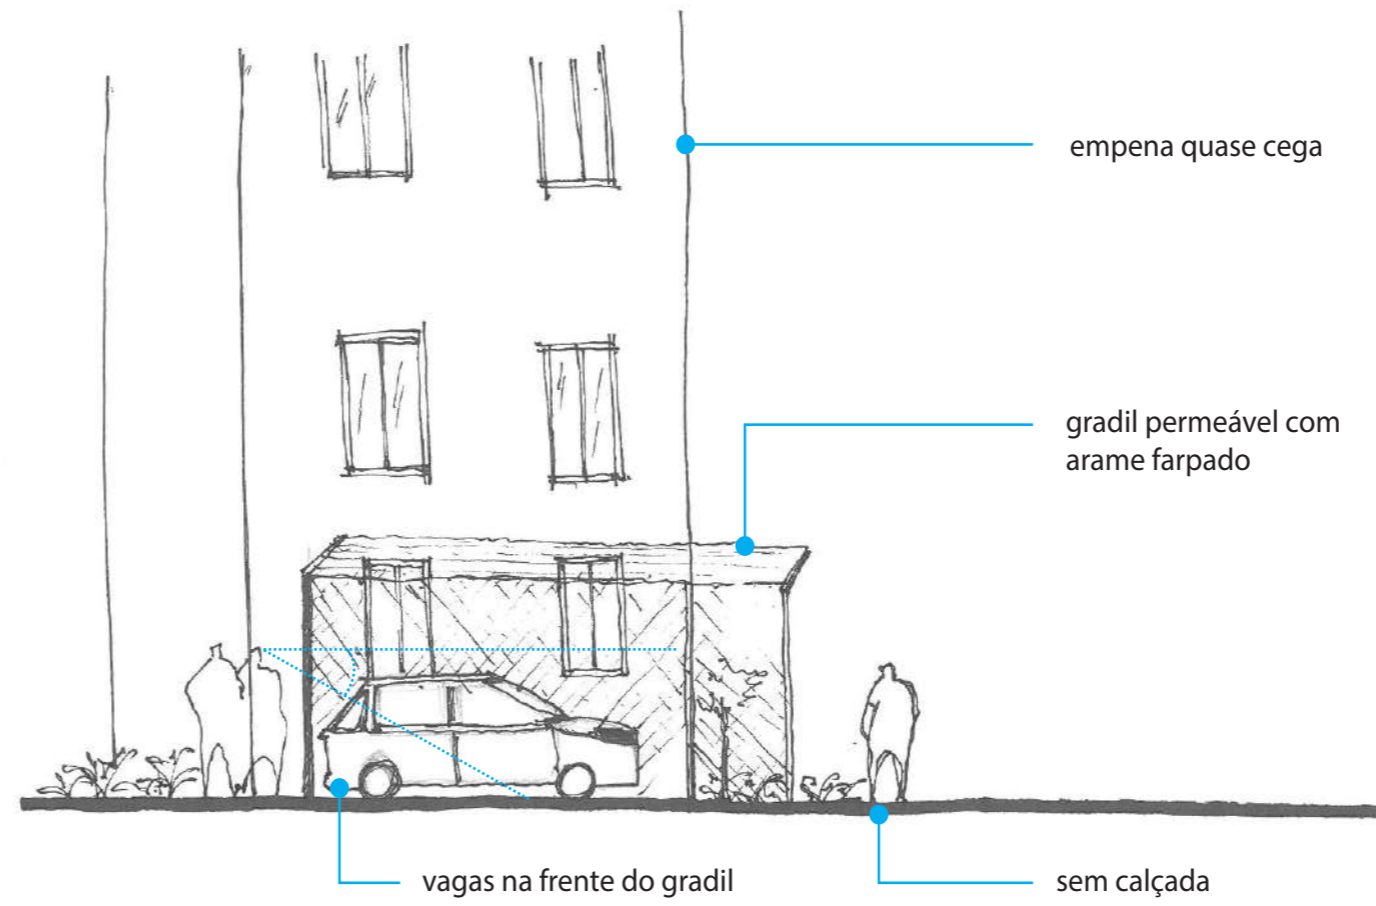 empena quase cega
gradil permeável com
arame farpado
vagas na frente do gradil
sem calçada